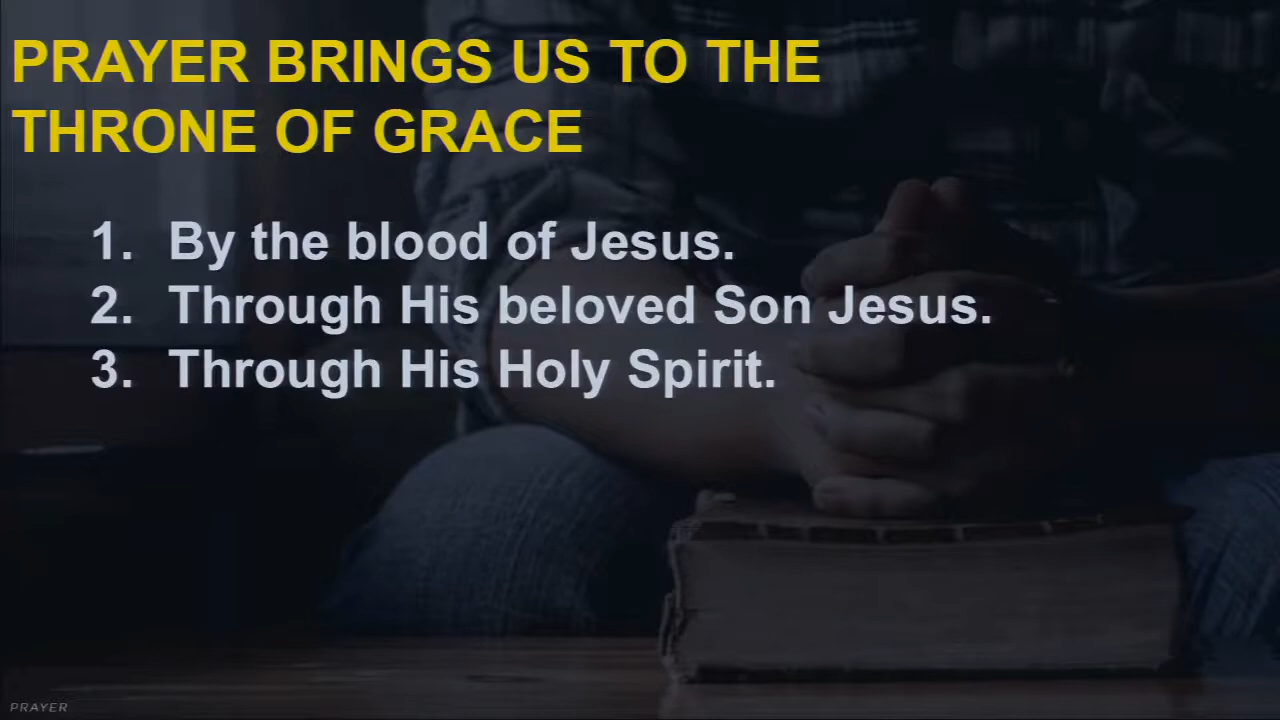 PRAYER BRINGS US TO THE
THRONE OF GRACE
1. By the blood of Jesus.
2. Through His beloved Son Jesus.
3. Through His Holy Spirit.
PRAYER